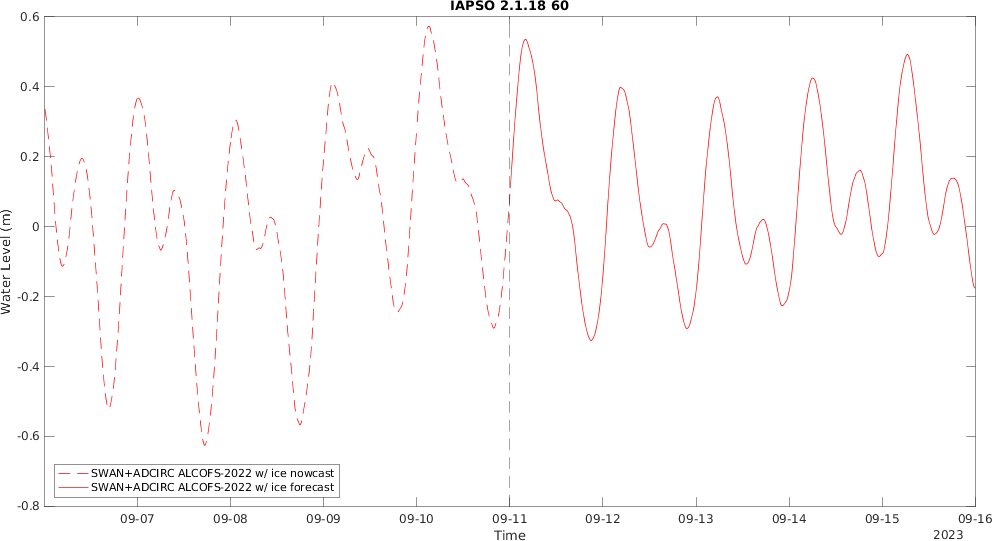 IAPSO 2.1.18 60
0.6
0.4
0.2
0
-0.2
-0.4
-0.6
-0.8
Water Level (m)
SWAN+ADCIRC ALCOFS-2022 w/ ice nowcast
SWAN+ADCIRC ALCOFS-2022 w/ ice forecast
09-07 09-08 09-09 09-10 09-11 09-12 09-13 09-14 09-15 09-16
Time
2023